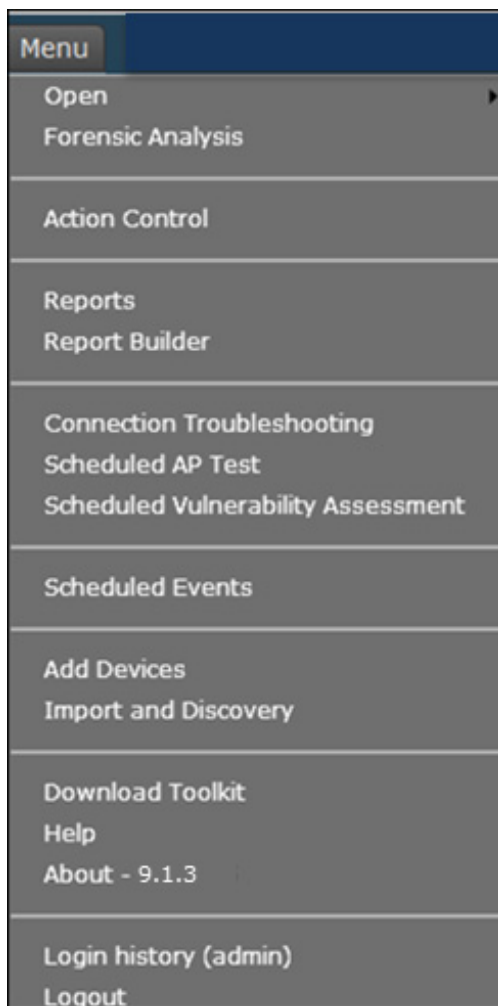 Menu
Open
Forensic Analysis
Action Control
Reports
Report Builder
Connection Troubleshooting
Scheduled AP Test
Scheduled Vulnerability Assessment
Scheduled Events
Add Devices
Import and Discovery
Download Toolkit
Help
About - 9.1.3
Login history (admin)
Logout